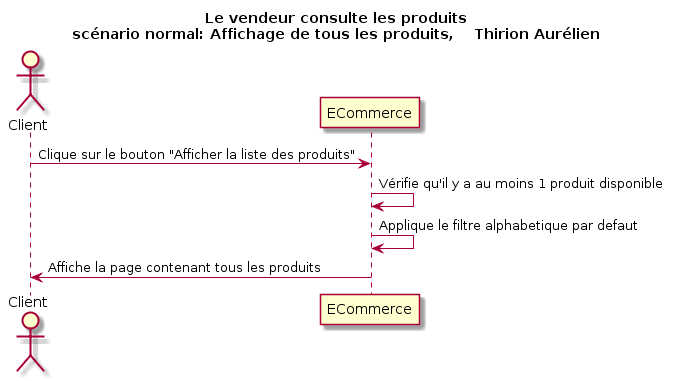 Le vendeur consulte les produits
scénario normal: Affichage de tous les produits, Thirion Aurélien
Client
ECommerce
Clique sur le bouton "Afficher la liste des produits"
Vérifie qu'il y a au moins 1 produit disponible
Applique le filtre alphabetique par defaut
Affiche la page contenant tous les produits
Client
ECommerce